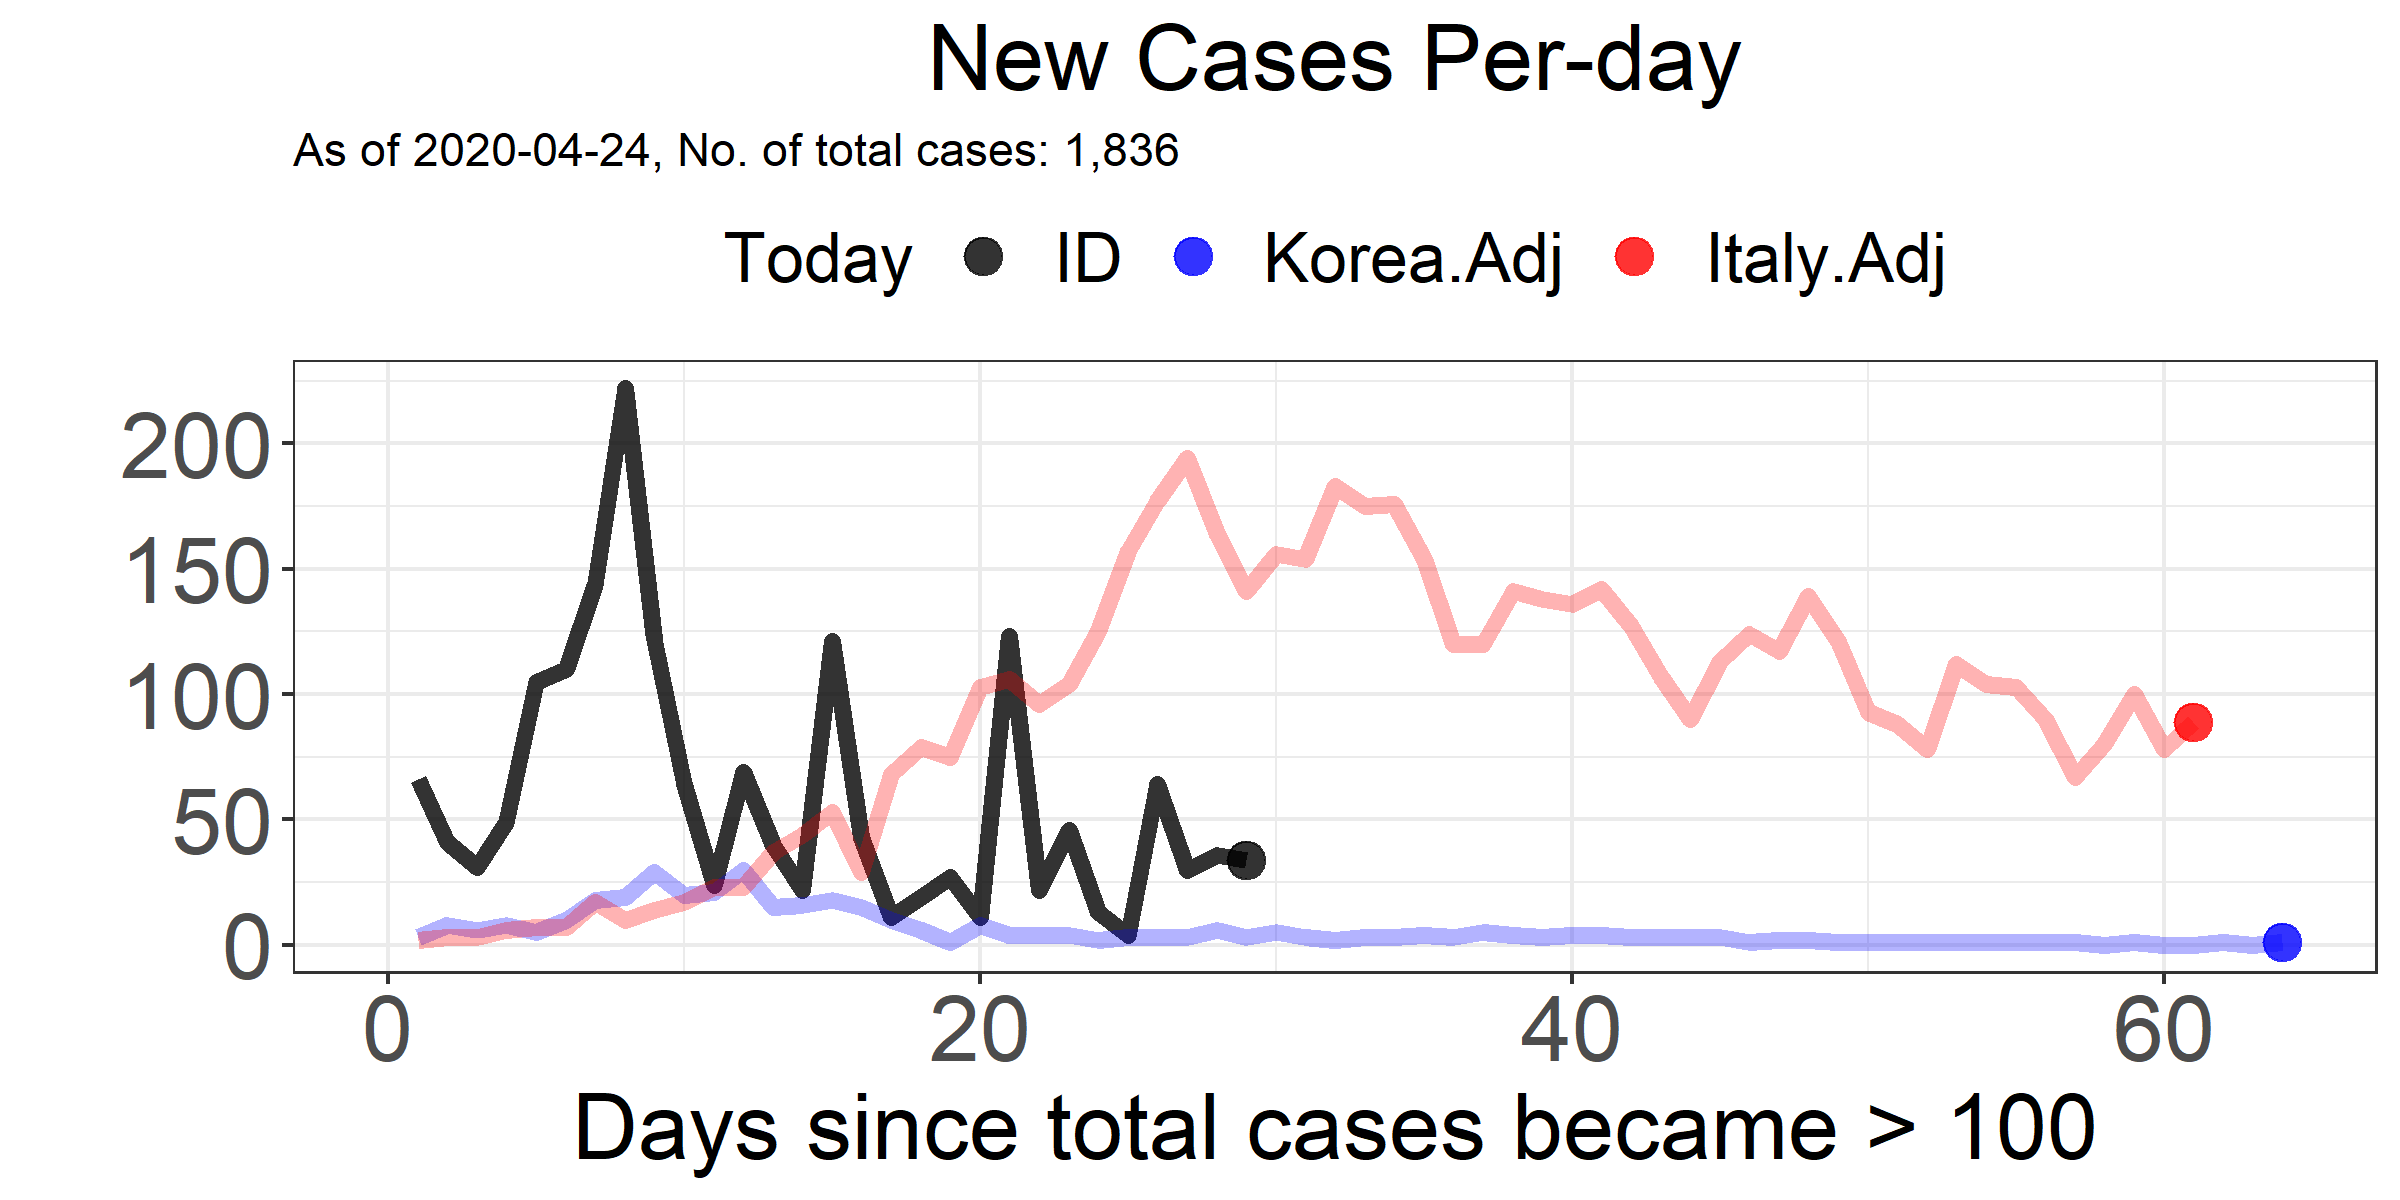 New Cases Per-day
As of 2020-04-24, No. of total cases: 1,836
Today ID Korea.Adj Italy.Adj
200
150
100
50
0
0 20 40 60
Days since total cases became > 100